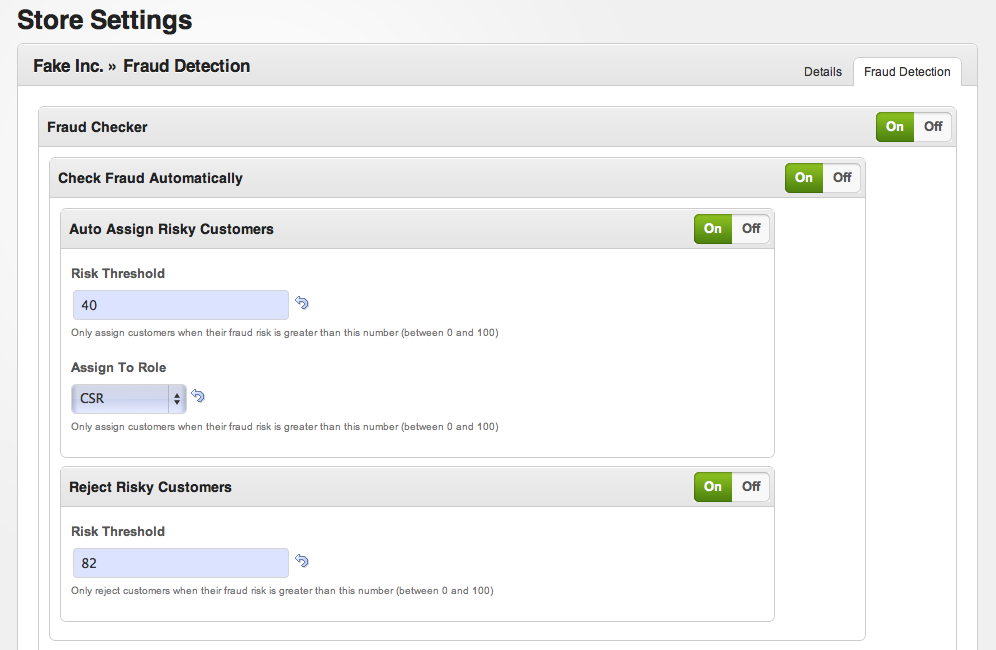 Store Settings
Fake Inc. » Fraud Detection
Details
Fraud Detection
Fraud Checker
On
Off
Check Fraud Automatically
On
Off
Auto Assign Risky Customers
On
Off
Risk Threshold
40
Only assign customers when their fraud risk is greater than this number (between 0 and 100)
Assign To Role
CSR
Only assign customers when their fraud risk is greater than this number (between 0 and 100)
Reject Risky Customers
On
Off
Risk Threshold
82
Only reject customers when their fraud risk is greater than this number (between 0 and 100)